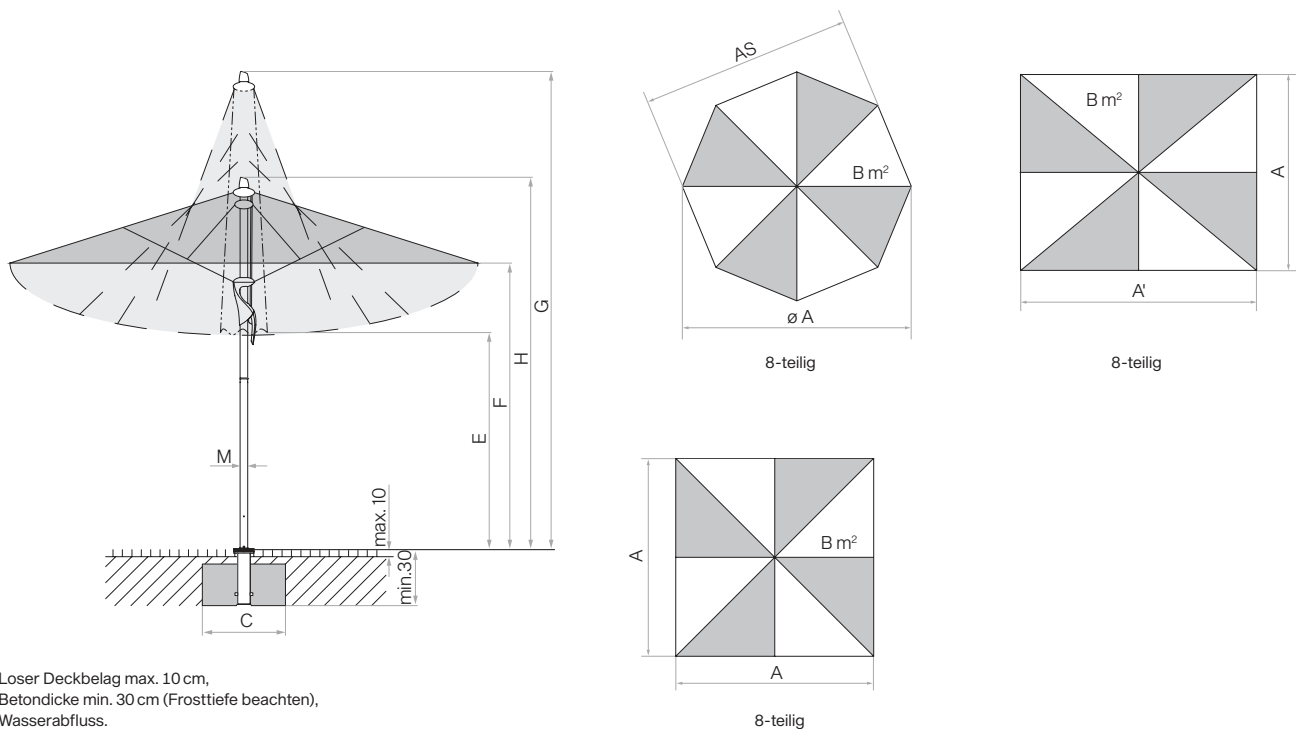 AS
B m²
ø A
8-teilig
B m²
A
A'
8-teilig
G
H
F
E
M
max. 10
min.30
C
A
B m²
A
8-teilig
Loser Deckbelag max. 10 cm,
Betondicke min. 30 cm (Frosttiefe beachten),
Wasserabfluss.